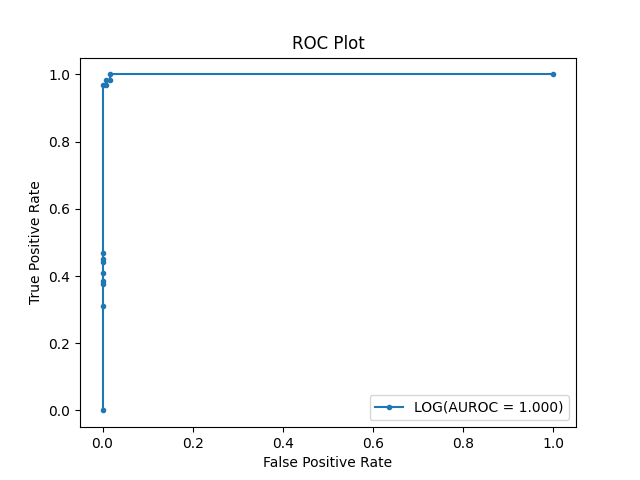 ROC Plot
True Positive Rate
1.0
0.8
0.6
0.4
0.2
0.0
LOG(AUROC = 1.000)
0.0 0.2 0.4 0.6 0.8 1.0
False Positive Rate